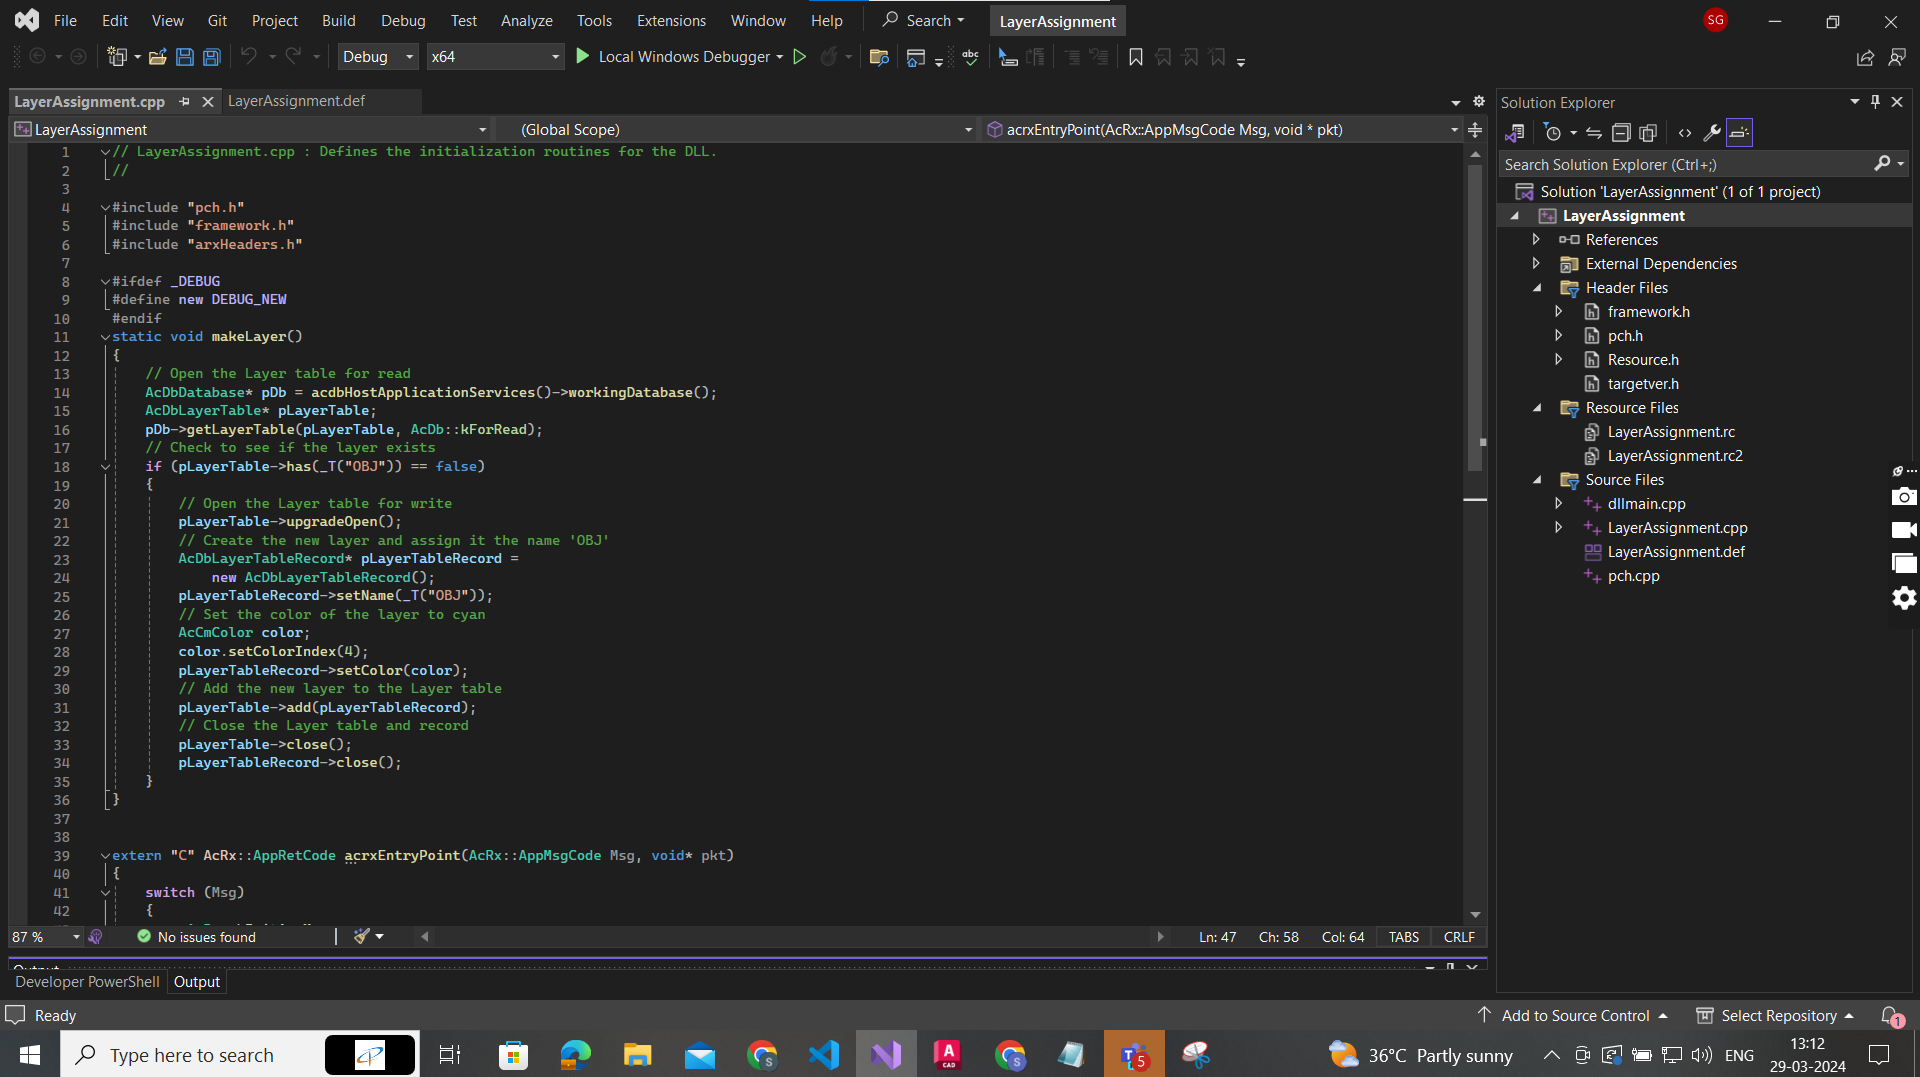 File Edit View Git Project Build Debug Test Analyze Tools Extensions Window Help Search LayerAssignment SG
Debug x64 Local Windows Debugger abc
LayerAssignment.cpp LayerAssignment.def
LayerAssignment (Global Scope) acrxEntryPoint(AcRx::AppMsgCode Msg, void * pkt)
1 // LayerAssignment.cpp : Defines the initialization routines for the DLL.
2 //
3
4 #include "pch.h"
5 #include "framework.h"
6 #include "arxHeaders.h"
7
8 #ifdef _DEBUG
9 #define new DEBUG_NEW
10 #endif
11 static void makeLayer()
12 {
13 // Open the Layer table for read
14 AcDbDatabase* pDb = acdbHostApplicationServices()->workingDatabase();
15 AcDbLayerTable* pLayerTable;
16 pDb->getLayerTable(pLayerTable, AcDb::kForRead);
17 // Check to see if the layer exists
18 if (pLayerTable->has(_T("OBJ")) == false)
19 {
20 // Open the Layer table for write
21 pLayerTable->upgradeOpen();
22 // Create the new layer and assign it the name 'OBJ'
23 AcDbLayerTableRecord* pLayerTableRecord =
24 new AcDbLayerTableRecord();
25 pLayerTableRecord->setName(_T("OBJ"));
26 // Set the color of the layer to cyan
27 AcCmColor color;
28 color.setColorIndex(4);
29 pLayerTableRecord->setColor(color);
30 // Add the new layer to the Layer table
31 pLayerTable->add(pLayerTableRecord);
32 // Close the Layer table and record
33 pLayerTable->close();
34 pLayerTableRecord->close();
35 }
36 }
37
38
39 extern "C" AcRx::AppRetCode acrxEntryPoint(AcRx::AppMsgCode Msg, void* pkt)
40 {
41 switch (Msg)
42 {
87 % No issues found Ln: 47 Ch: 58 Col: 64 TABS CRLF
Output
Developer PowerShell Output
Solution Explorer
Search Solution Explorer (Ctrl+;)
Solution 'LayerAssignment' (1 of 1 project)
LayerAssignment
References
External Dependencies
Header Files
framework.h
pch.h
Resource.h
targetver.h
Resource Files
LayerAssignment.rc
LayerAssignment.rc2
Source Files
dllmain.cpp
LayerAssignment.cpp
LayerAssignment.def
pch.cpp
Ready Add to Source Control Select Repository 1
Type here to search A CAD 5 36°C Partly sunny ENG 13:12
29-03-2024